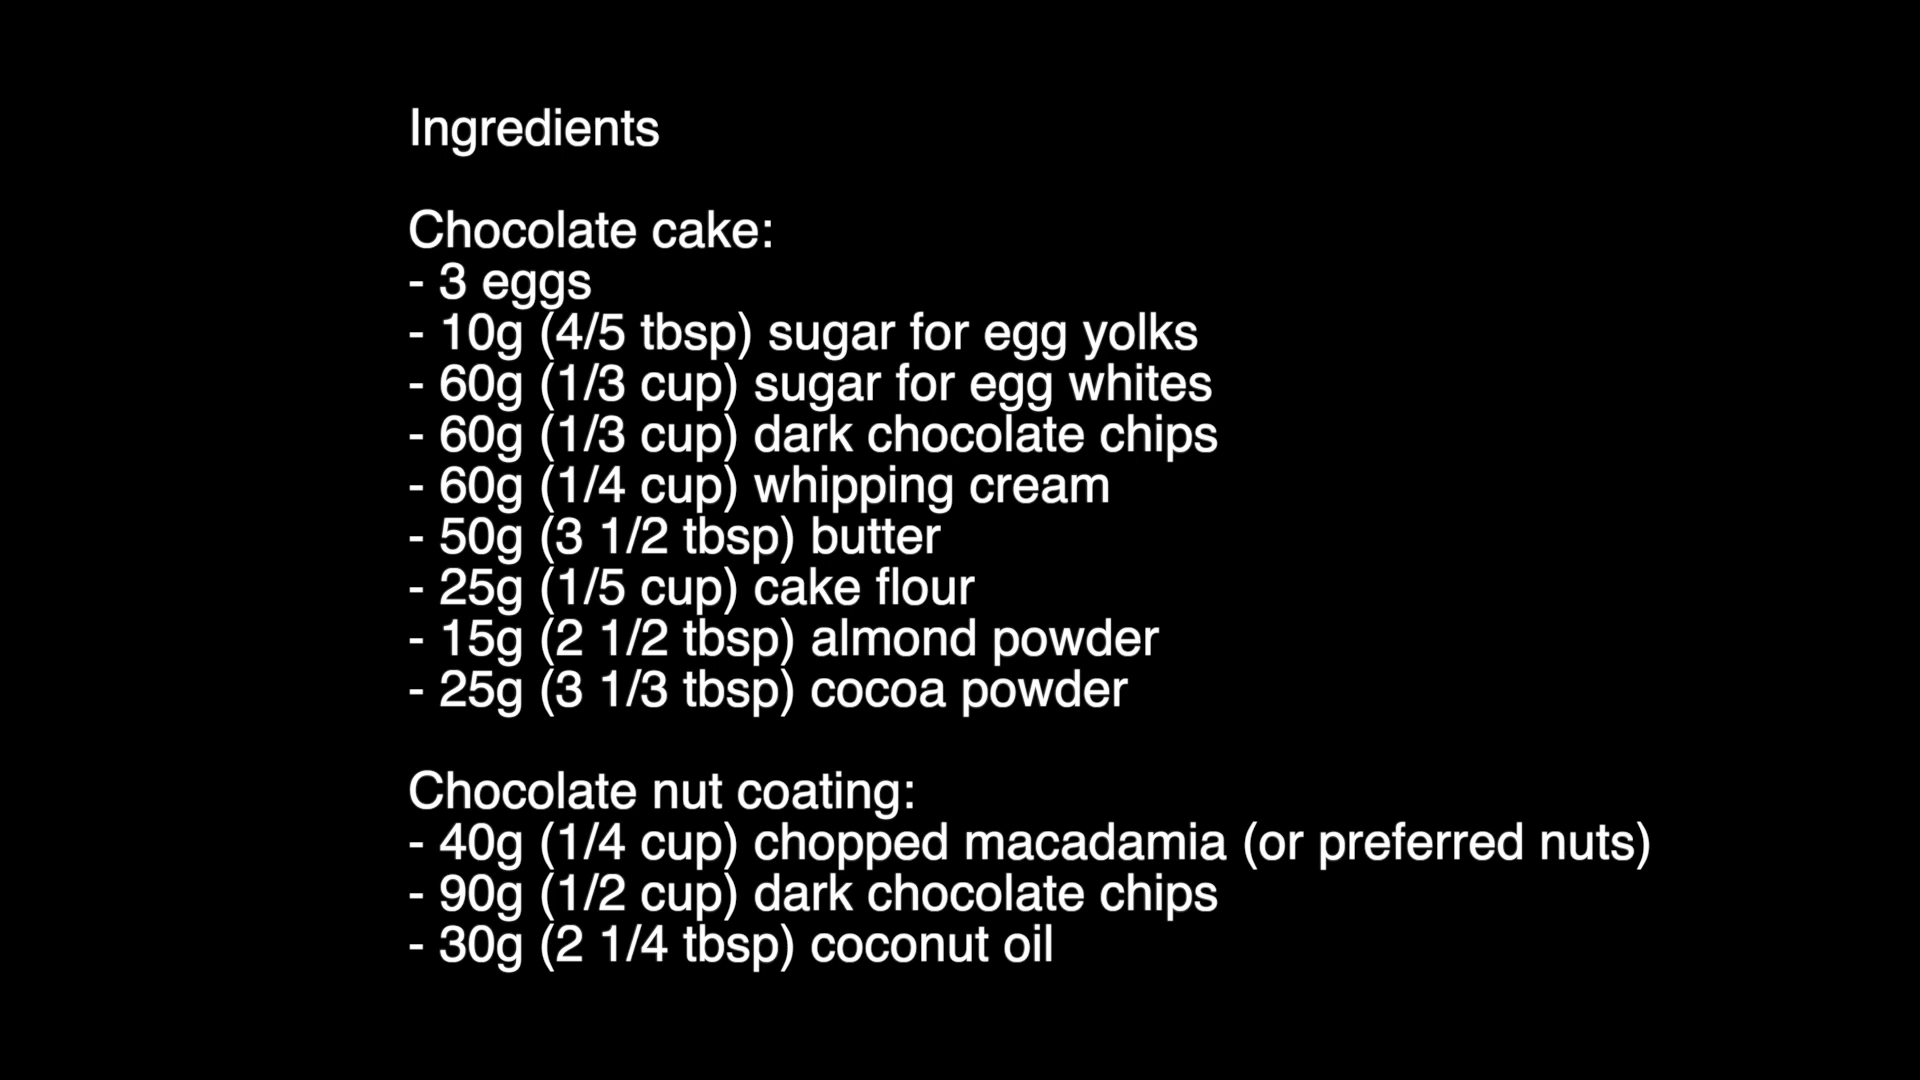 Ingredients
Chocolate cake:
- 3 eggs
- 10g (4/5 tbsp) sugar for egg yolks
- 60g (1/3 cup) sugar for egg whites
- 60g (1/3 cup) dark chocolate chips
- 60g (1/4 cup) whipping cream
- 50g (3 1/2 tbsp) butter
- 25g (1/5 cup) cake flour
- 15g (2 1/2 tbsp) almond powder
- 25g (3 1/3 tbsp) cocoa powder
Chocolate nut coating:
- 40g (1/4 cup) chopped macadamia (or preferred nuts)
- 90g (1/2 cup) dark chocolate chips
- 30g (2 1/4 tbsp) coconut oil